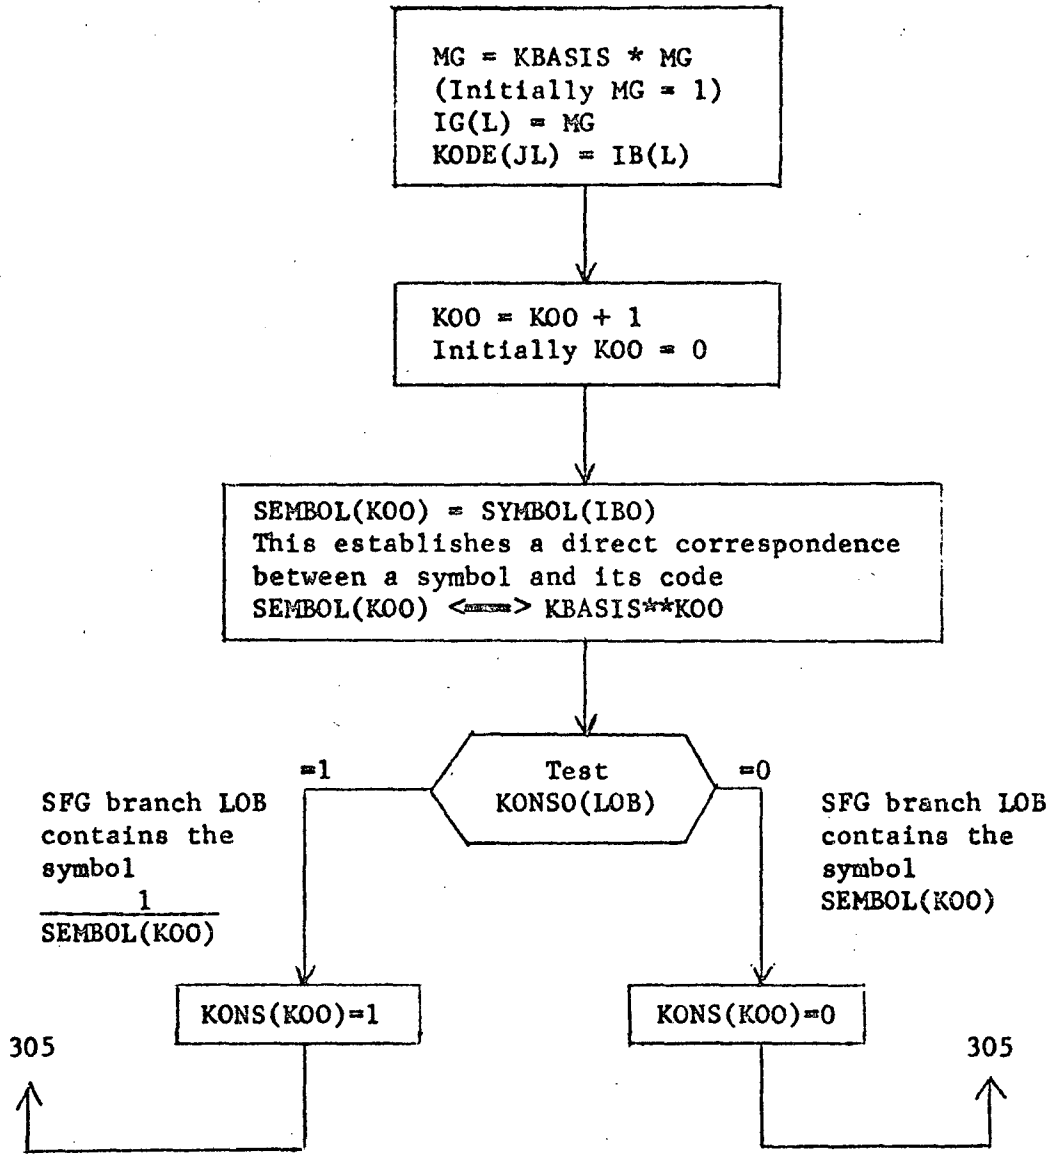 MG = KBASIS * MG
(Initially MG = 1)
IG(L) = MG
KODE(JL) = IB(L)
KOO = KOO + 1
Initially KOO = 0
SEMBOL(KOO) = SYMBOL(IBO)
This establishes a direct correspondence
between a symbol and its code
SEMBOL(KOO) <===> KBASIS**KOO
Test
KONSO(LOB)
=1
=0
SFG branch LOB
contains the
symbol
1
SEMBOL(KOO)
SFG branch LOB
contains the
symbol
SEMBOL(KOO)
KONS(KOO)=1
KONS(KOO)=0
305
305